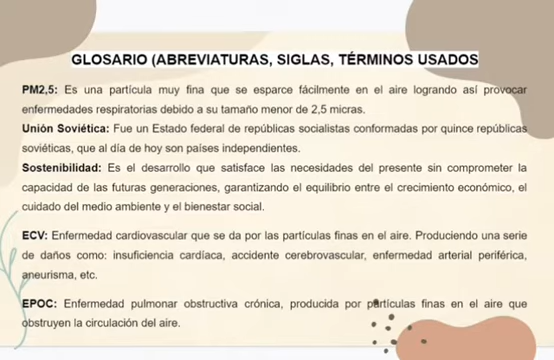 GLOSARIO (ABREVIATURAS, SIGLAS, TÉRMINOS USADOS
PM2,5: Es una partícula muy fina que se esparce fácilmente en el aire logrando así provocar
enfermedades respiratorias debido a su tamaño menor de 2,5 micras.
Unión Soviética: Fue un Estado federal de repúblicas socialistas conformadas por quince repúblicas
soviéticas, que al día de hoy son países independientes.
Sostenibilidad: Es el desarrollo que satisface las necesidades del presente sin comprometer la
capacidad de las futuras generaciones, garantizando el equilibrio entre el crecimiento económico, el
cuidado del medio ambiente y el bienestar social.
ECV: Enfermedad cardiovascular que se da por las partículas finas en el aire. Produciendo una serie
de daños como: insuficiencia cardíaca, accidente cerebrovascular, enfermedad arterial periférica,
aneurisma, etc.
EPOC: Enfermedad pulmonar obstructiva crónica, producida por partículas finas en el aire que
obstruyen la circulación del aire.